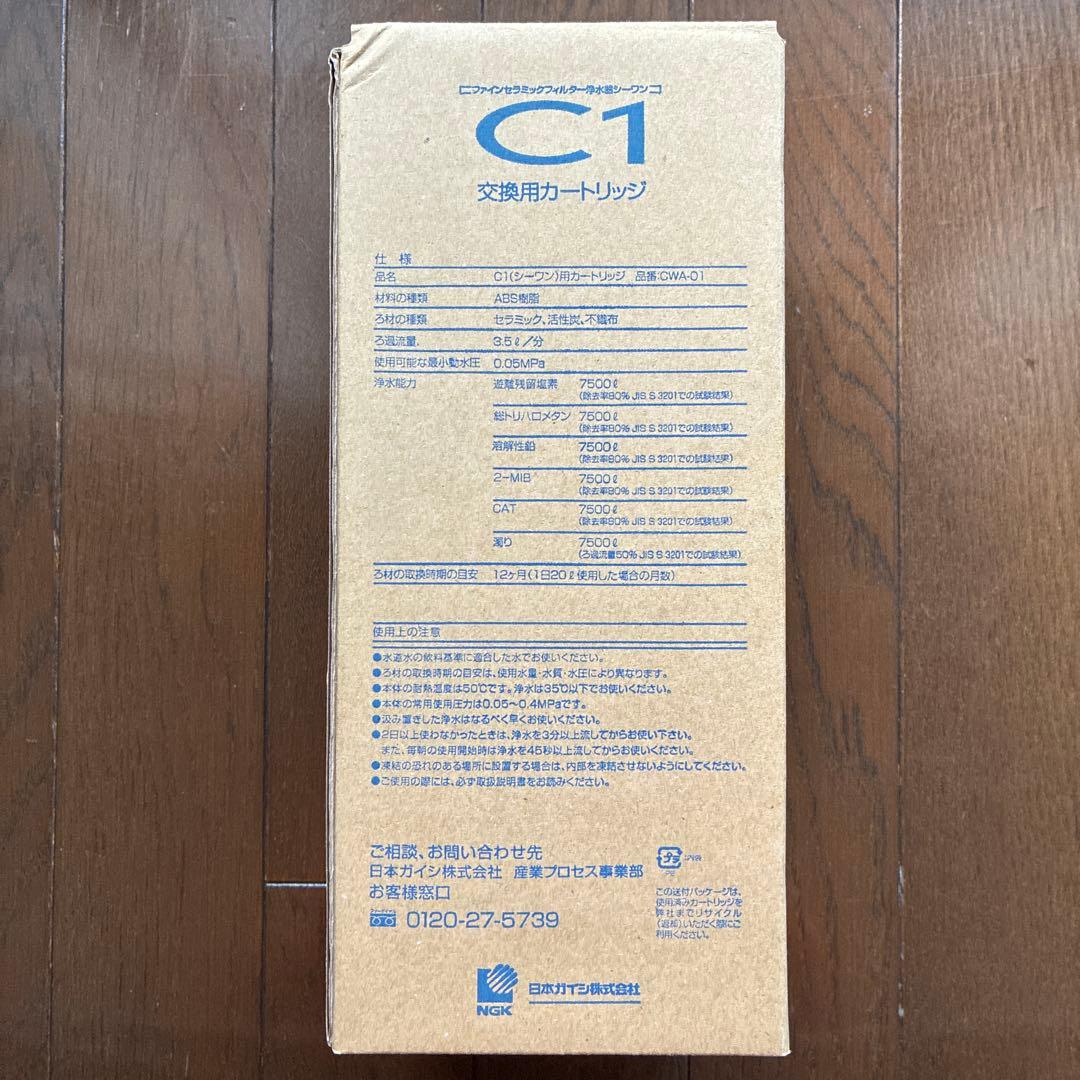 ファインセラミックフィルター浄水器シーワン
C1
交換用カートリッジ
仕様
品名 C1(シーワン)用カートリッジ 品番:CWA-01
材料の種類 ABS樹脂
ろ材の種類 セラミック、活性炭、不織布
ろ過流量 3.5ℓ/分
使用可能な最小動水圧 0.05MPa
浄水能力 遊離残留塩素 7500ℓ
(除去率80% JIS S 3201での試験結果)
総トリハロメタン 7500ℓ
(除去率80% JIS S 3201での試験結果)
溶解性鉛 7500ℓ
(除去率80% JIS S 3201での試験結果)
2-MIB 7500ℓ
(除去率80% JIS S 3201での試験結果)
CAT 7500ℓ
(除去率80% JIS S 3201での試験結果)
濁り 7500ℓ
(ろ過流量50% JIS S 3201での試験結果)
ろ材の取換時期の目安 12ヶ月(1日20ℓ使用した場合の月数)
使用上の注意
●水道水の飲料基準に適合した水でお使いください。
●ろ材の取換時期の目安は、使用水量・水質・水圧により異なります。
●本体の耐熱温度は50℃です。浄水は35℃以下でお使いください。
●本体の常用使用圧力は0.05〜0.4MPaです。
●汲み置きした浄水はなるべく早くお使いください。
●2日以上使わなかったときは、浄水を3分以上流してからお使い下さい。
また、毎朝の使用開始時は浄水を45秒以上流してからお使いください。
●凍結の恐れのある場所に設置する場合は、内部を凍結させないようにしてください。
●ご使用の際には、必ず取扱説明書をお読みください。
ご相談、お問い合わせ先
日本ガイシ株式会社 産業プロセス事業部
お客様窓口
フリーダイヤル
0120-27-5739
プラ
:内袋
PE
この送付パッケージは、
使用済みカートリッジを
弊社までリサイクル
(返却)いただく際にご
利用ください。
NGK
日本ガイシ株式会社